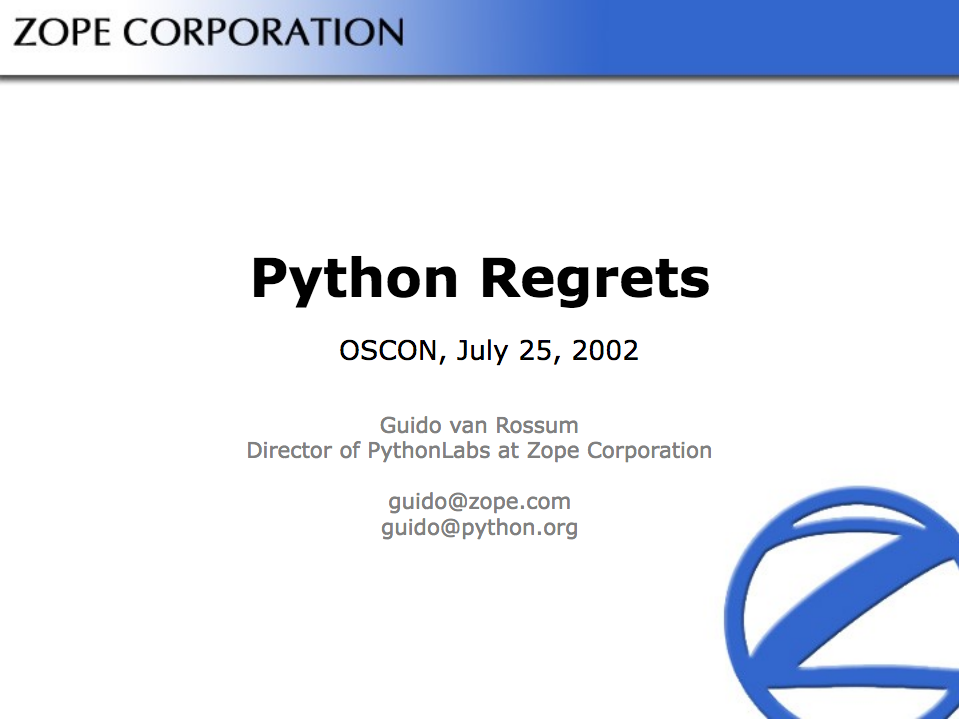 ZOPE CORPORATION
Python Regrets
OSCON, July 25, 2002
Guido van Rossum
Director of PythonLabs at Zope Corporation
guido@zope.com
guido@python.org